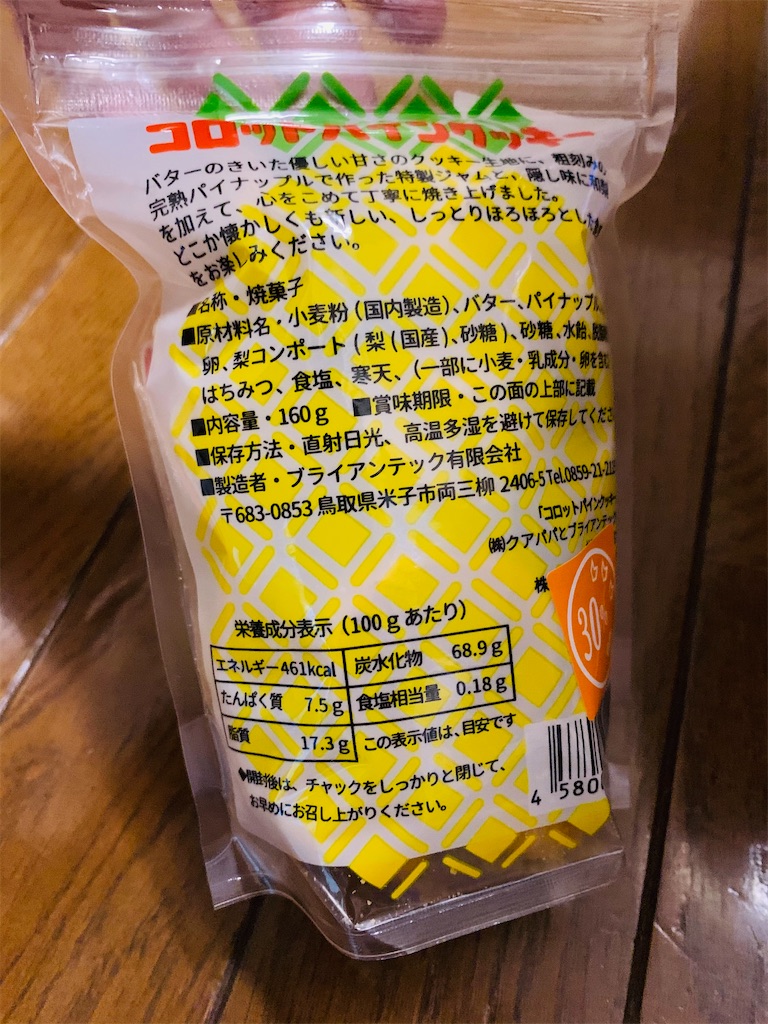 コロットパインクッキー
バターのきいた優しい甘さのクッキー生地に、粗刻みの
完熟パイナップルで作った特製ジャムと、隠し味に和梨
を加えて、心をこめて丁寧に焼き上げました。
どこか懐かしくも新しい、しっとりほろほろとした
をお楽しみください。
■名称・焼菓子
■原材料名・小麦粉(国内製造)、バター、パイナップル、
卵、梨コンポート(梨(国産)、砂糖)、砂糖、水飴、
はちみつ、食塩、寒天、(一部に小麦・乳成分・卵を含む
■内容量・160g ■賞味期限・この面の上部に記載
■保存方法・直射日光、高温多湿を避けて保存してくださ
■製造者・ブライアンテック有限会社
〒683-0853 鳥取県米子市両三柳 2406-5 Tel.0859-21-21
「コロットパインクッキー
(株)クアパパとブライアンテッ
株
30%
栄養成分表示(100gあたり)
エネルギー 461kcal 炭水化物 68.9g
たんぱく質 7.5g 食塩相当量 0.18g
脂質 17.3g この表示値は、目安です
◆開封後は、チャックをしっかりと閉じて、
お早めにお召し上がりください。
4 580